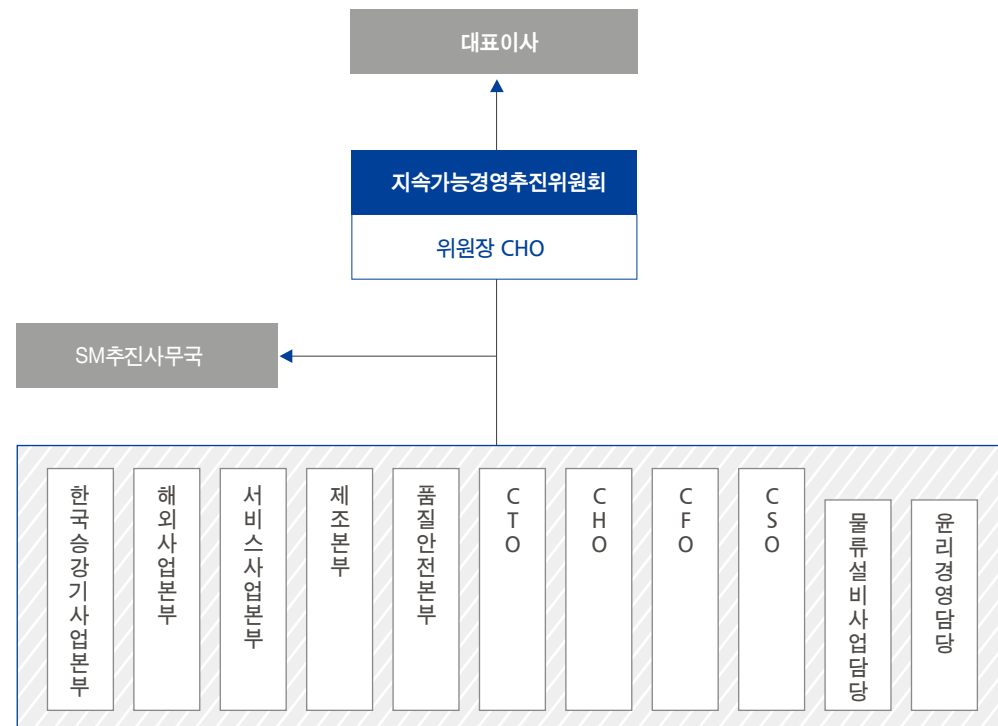 대표이사
지속가능경영추진위원회
위원장 CHO
SM추진사무국
한국승강기사업본부
해외사업본부
서비스사업본부
제조본부
품질안전본부
CTO
CHO
CFO
CSO
물류설비사업담당
윤리경영담당